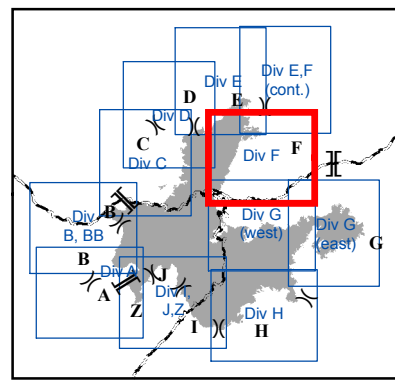 Div E,F
(cont.)
Div E
D
E
Div D
C
F
Div F
Div C
Div
B, BB
B
Div G
(west)
Div G
(east)
G
B
Div A
J
A
Z
Div I,
J,Z
I
Div H
H